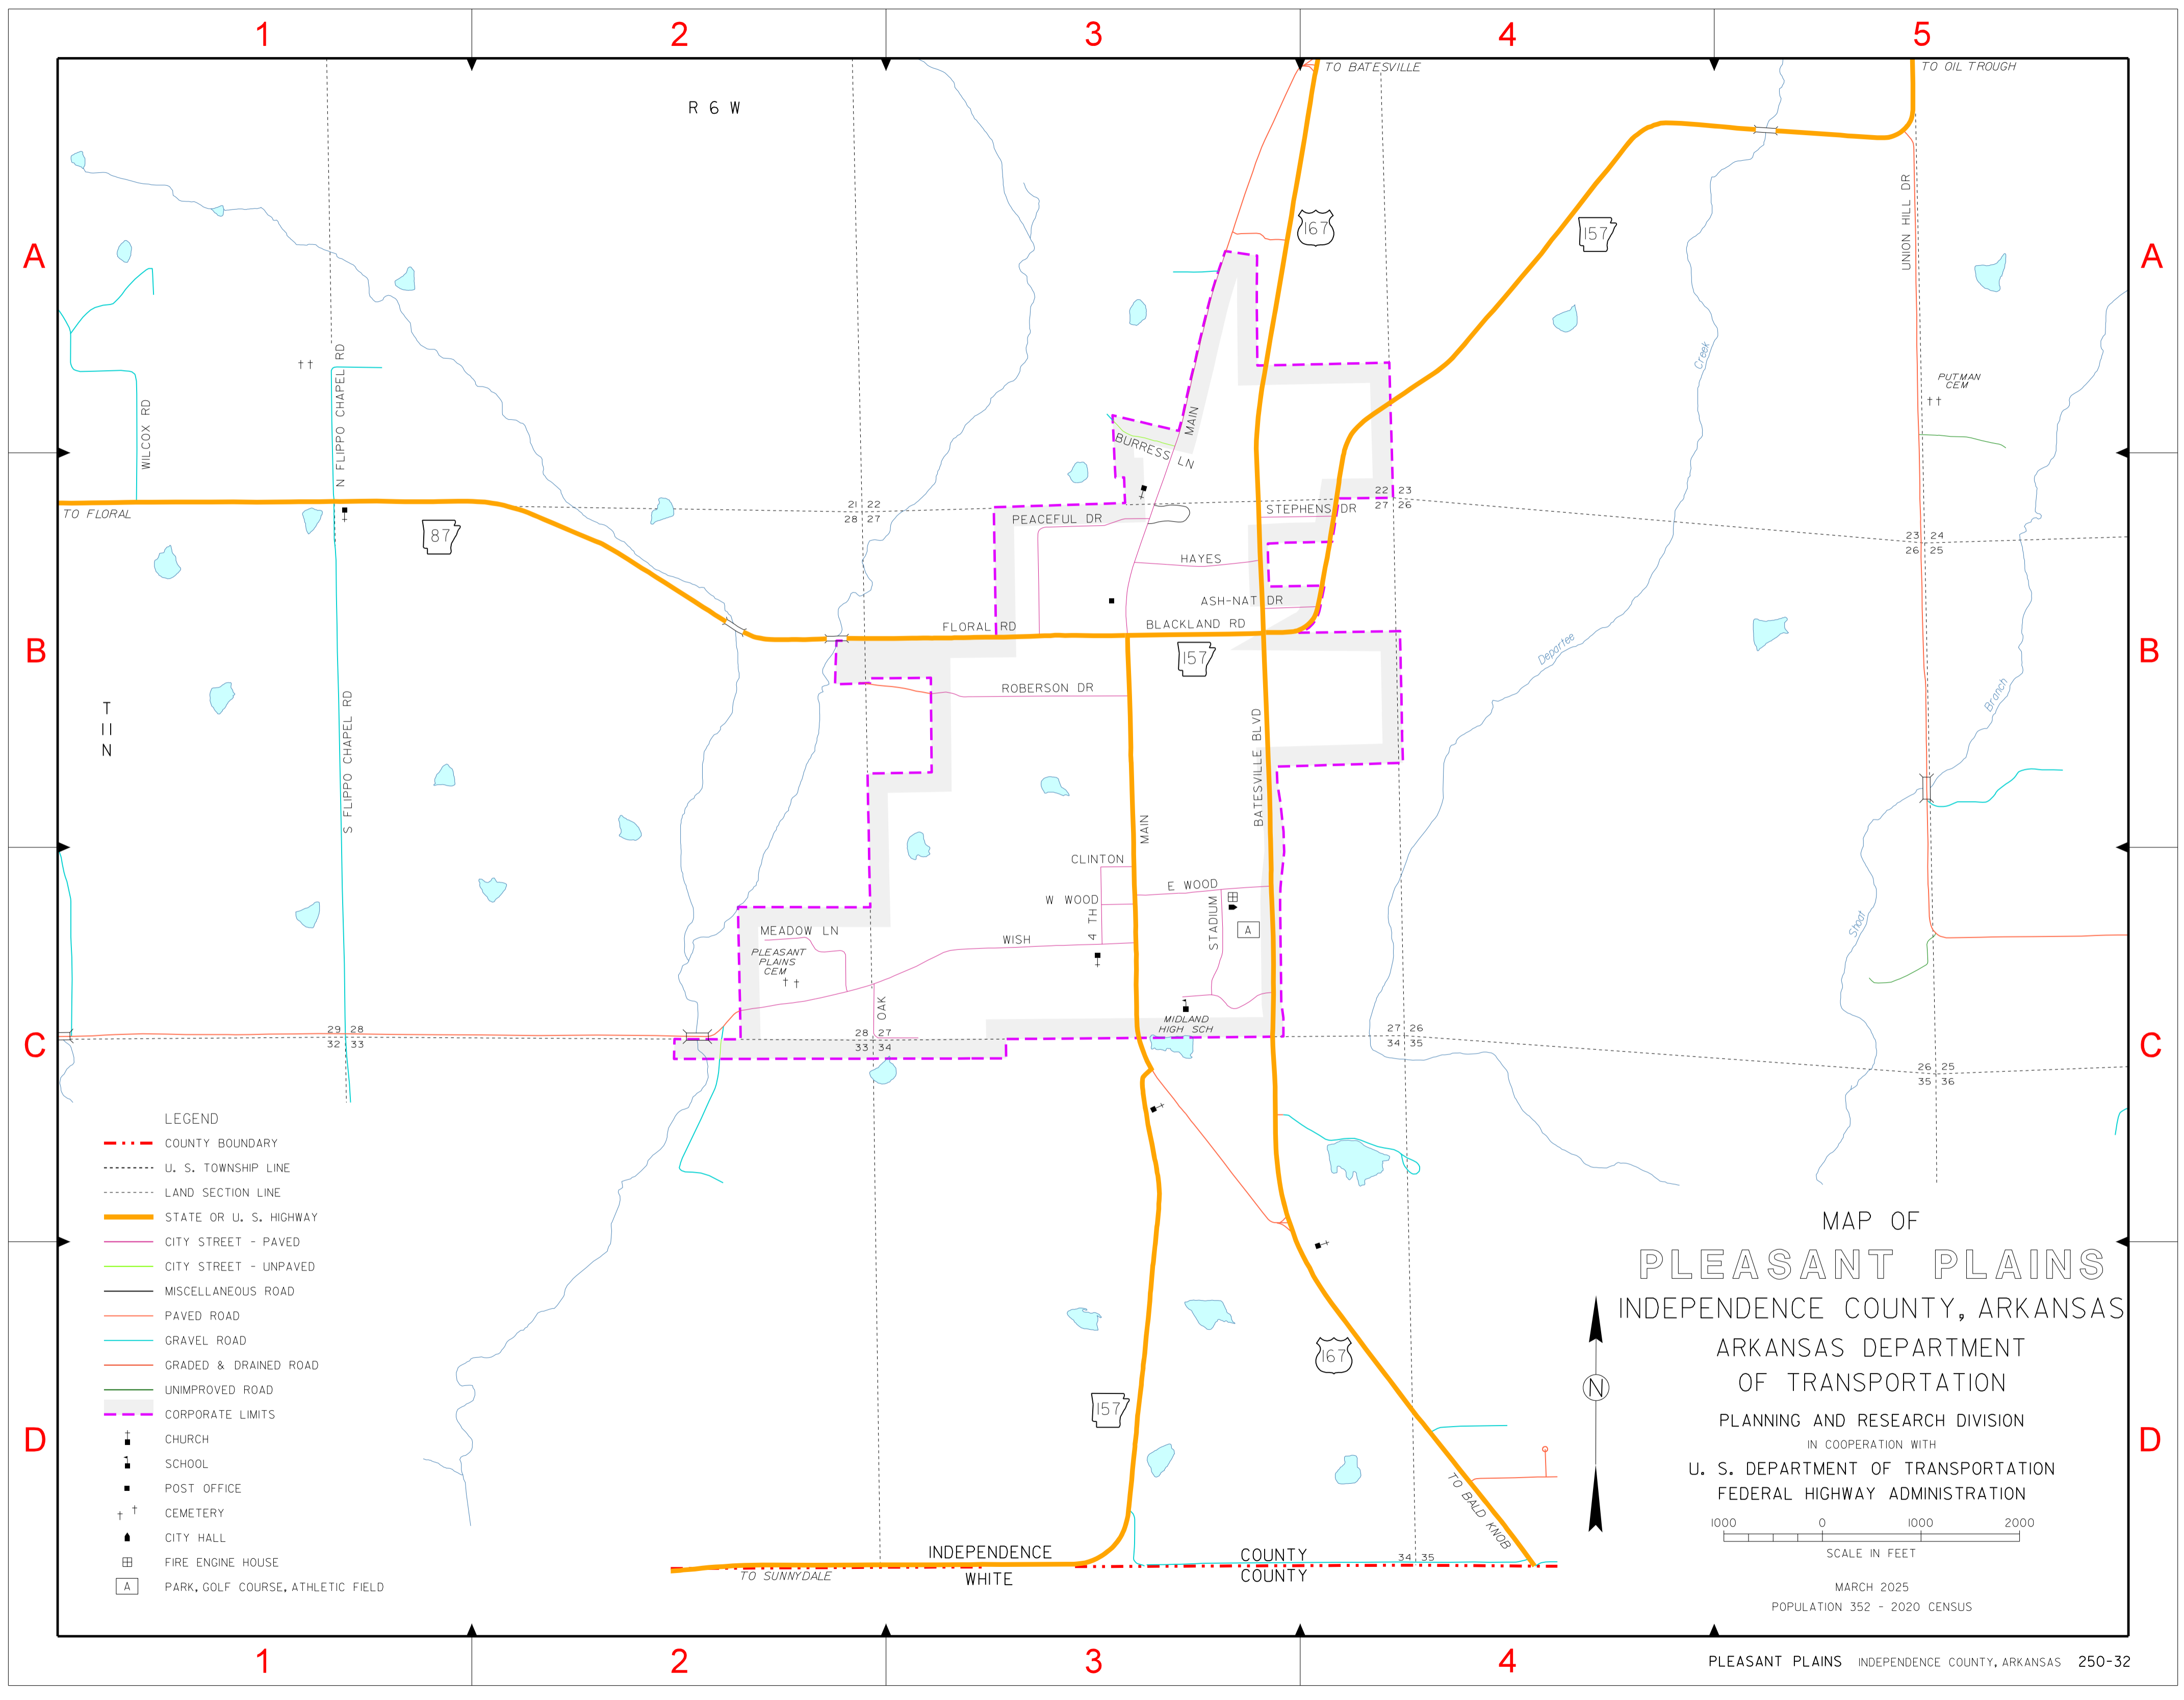 1 2 3 4 5
A A
B B
C C
D D
1 2 3 4
TO BATESVILLE
TO OIL TROUGH
R 6 W
167
157
UNION HILL DR
Creek
N FLIPPO CHAPEL RD
WILCOX RD
PUTMAN
CEM
MAIN
BURRESS LN
TO FLORAL
87
21 22
28 27
PEACEFUL DR
STEPHENS DR
22 23
27 26
23 24
26 25
HAYES
ASH-NAT DR
FLORAL RD
BLACKLAND RD
157
Departee
ROBERSON DR
T
11
N
S FLIPPO CHAPEL RD
BATESVILLE BLVD
Branch
MAIN
CLINTON
E WOOD
W WOOD
4 TH
STADIUM
A
Shoat
MEADOW LN
WISH
PLEASANT
PLAINS
CEM
OAK
MIDLAND
HIGH SCH
29 28
32 33
28 27
33 34
27 26
34 35
26 25
35 36
LEGEND
COUNTY BOUNDARY
U. S. TOWNSHIP LINE
LAND SECTION LINE
STATE OR U. S. HIGHWAY
CITY STREET - PAVED
CITY STREET - UNPAVED
MISCELLANEOUS ROAD
PAVED ROAD
GRAVEL ROAD
GRADED & DRAINED ROAD
UNIMPROVED ROAD
CORPORATE LIMITS
CHURCH
SCHOOL
POST OFFICE
CEMETERY
CITY HALL
FIRE ENGINE HOUSE
A PARK, GOLF COURSE, ATHLETIC FIELD
167
157
TO BALD KNOB
INDEPENDENCE COUNTY
WHITE COUNTY
TO SUNNYDALE
34 35
MAP OF
PLEASANT PLAINS
INDEPENDENCE COUNTY, ARKANSAS
ARKANSAS DEPARTMENT
OF TRANSPORTATION
PLANNING AND RESEARCH DIVISION
IN COOPERATION WITH
U. S. DEPARTMENT OF TRANSPORTATION
FEDERAL HIGHWAY ADMINISTRATION
N
1000 0 1000 2000
SCALE IN FEET
MARCH 2025
POPULATION 352 - 2020 CENSUS
PLEASANT PLAINS INDEPENDENCE COUNTY, ARKANSAS 250-32